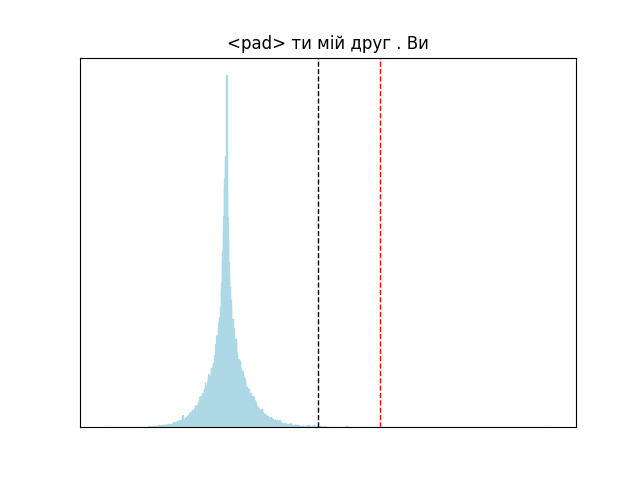 <pad> ти мій друг . Ви